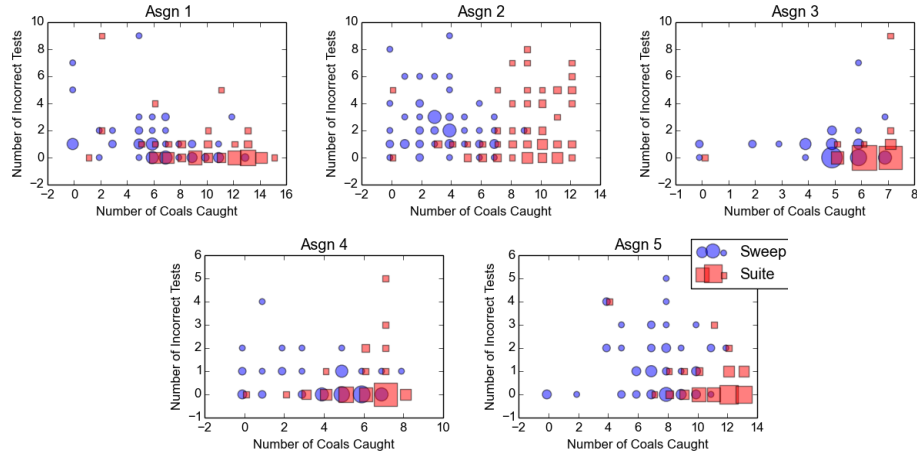 Asgn 1
Number of Incorrect Tests
10
8
6
4
2
0
−2
−2 0 2 4 6 8 10 12 14 16
Number of Coals Caught
Asgn 2
Number of Incorrect Tests
10
8
6
4
2
0
−2
−2 0 2 4 6 8 10 12 14
Number of Coals Caught
Asgn 3
Number of Incorrect Tests
10
8
6
4
2
0
−2
−1 0 1 2 3 4 5 6 7 8
Number of Coals Caught
Asgn 4
Number of Incorrect Tests
6
5
4
3
2
1
0
−1
−2 0 2 4 6 8 10
Number of Coals Caught
Asgn 5
Number of Incorrect Tests
6
5
4
3
2
1
0
−1
−2 0 2 4 6 8 10 12 14
Number of Coals Caught
Sweep
Suite